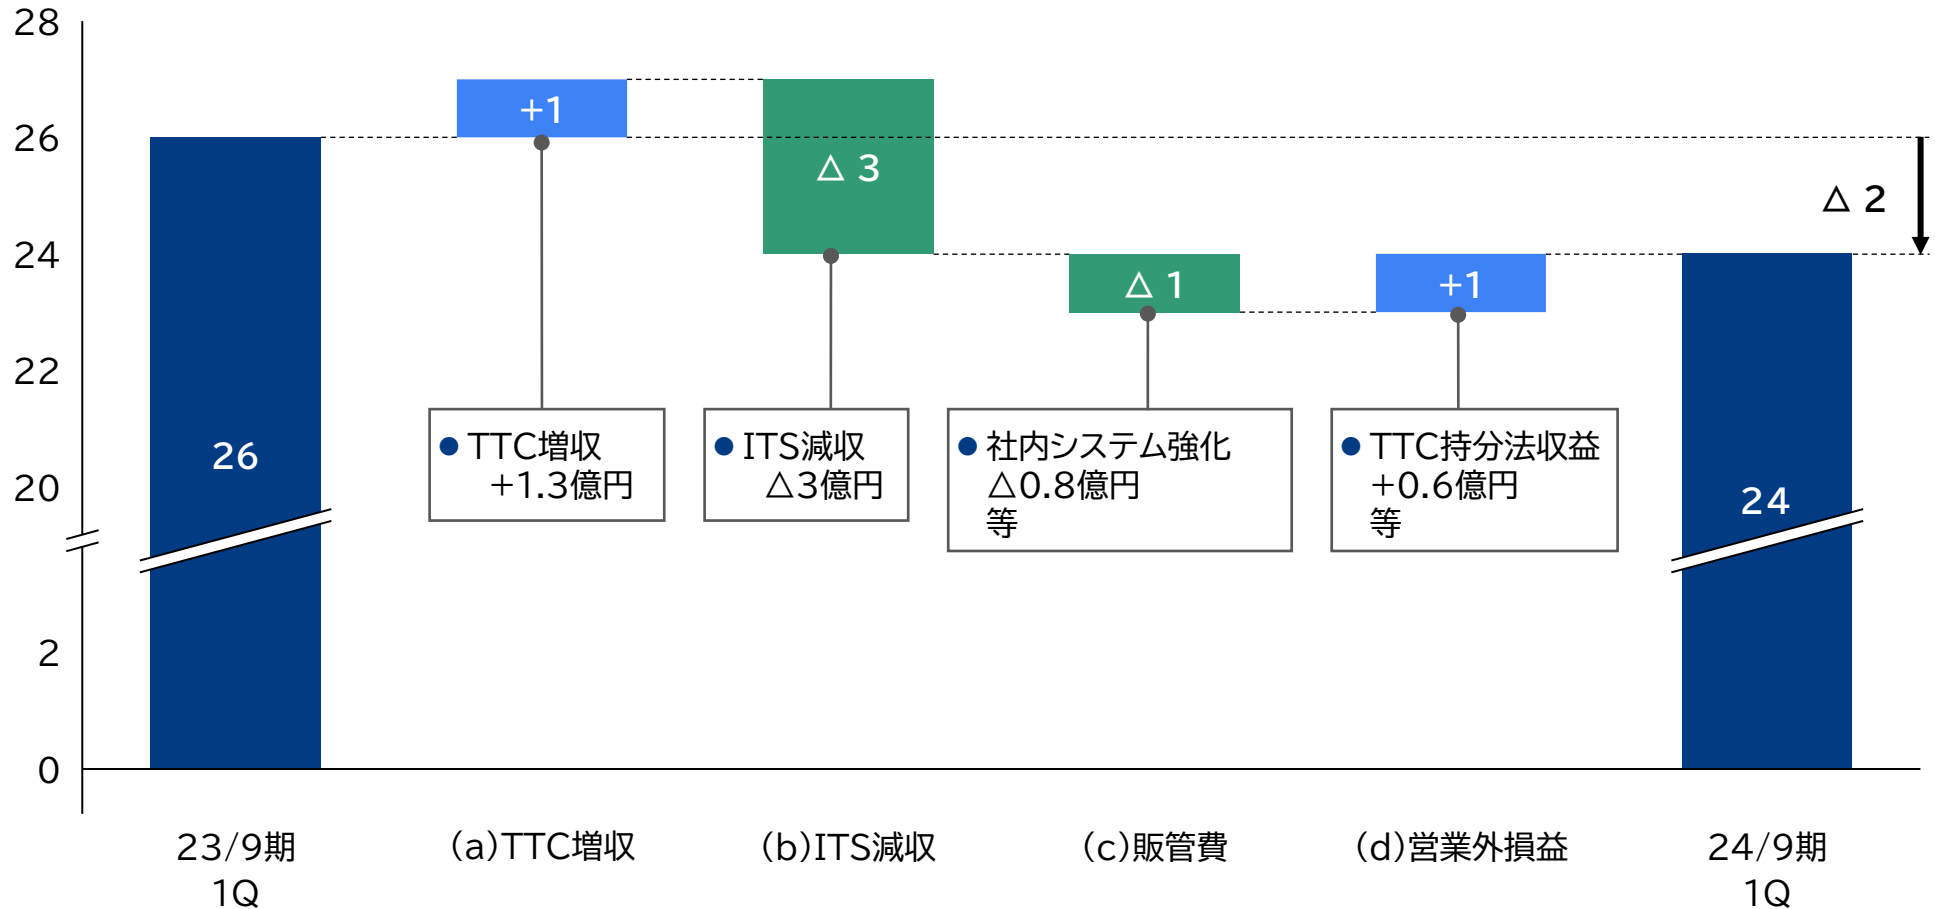 28
26
24
22
20
2
0
26
+1
△ 3
△ 1
+1
24
△ 2
● TTC増収
+1.3億円
● ITS減収
△3億円
● 社内システム強化
△0.8億円
等
● TTC持分法収益
+0.6億円
等
23/9期
1Q
(a)TTC増収
(b)ITS減収
(c)販管費
(d)営業外損益
24/9期
1Q